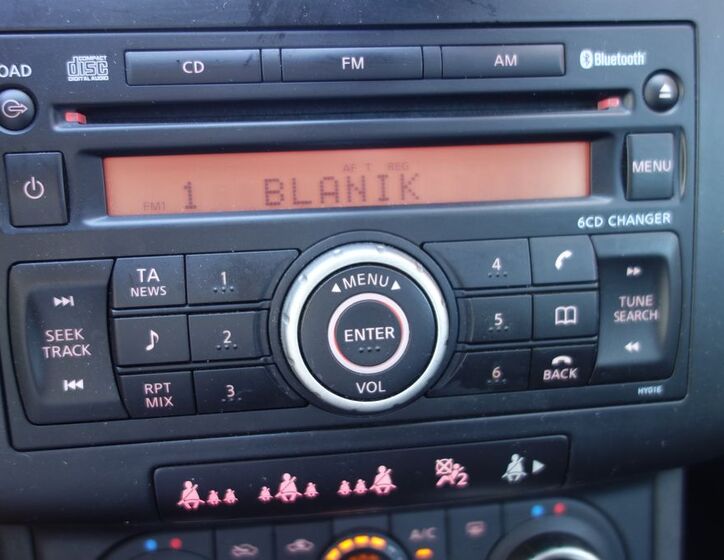 OAD
COMPACT
disc
DIGITAL AUDIO
CD
FM
AM
Bluetooth
AF T REG
FM1 1 BLANIK
MENU
6CD CHANGER
SEEK
TRACK
TA
NEWS
1
2
RPT
MIX
3
MENU
ENTER
VOL
4
5
6
BACK
TUNE
SEARCH
HY01E
2
A/C